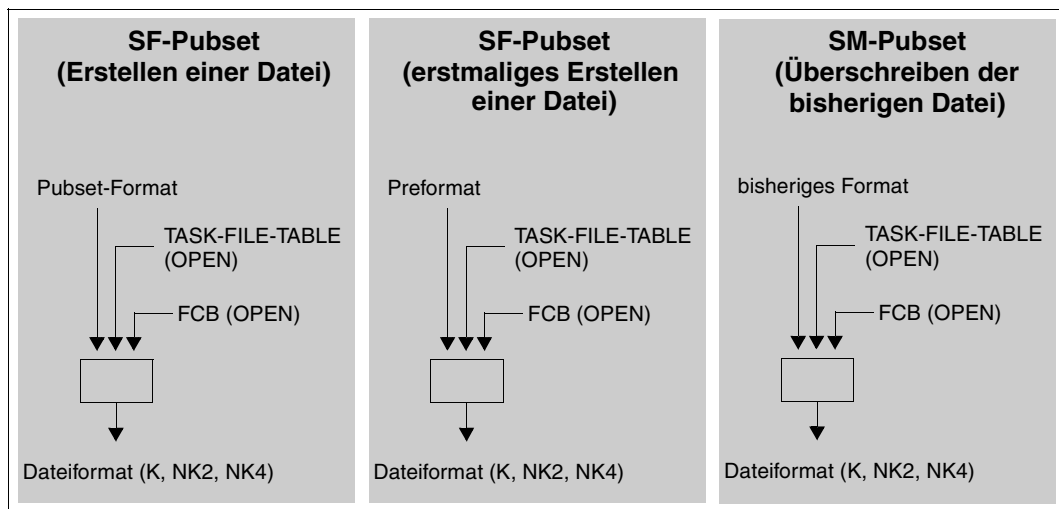 SF-Pubset
(Erstellen einer Datei)
Pubset-Format
TASK-FILE-TABLE
(OPEN)
FCB (OPEN)
Dateiformat (K, NK2, NK4)
SF-Pubset
(erstmaliges Erstellen
einer Datei)
Preformat
TASK-FILE-TABLE
(OPEN)
FCB (OPEN)
Dateiformat (K, NK2, NK4)
SM-Pubset
(Überschreiben der
bisherigen Datei)
bisheriges Format
TASK-FILE-TABLE
(OPEN)
FCB (OPEN)
Dateiformat (K, NK2, NK4)